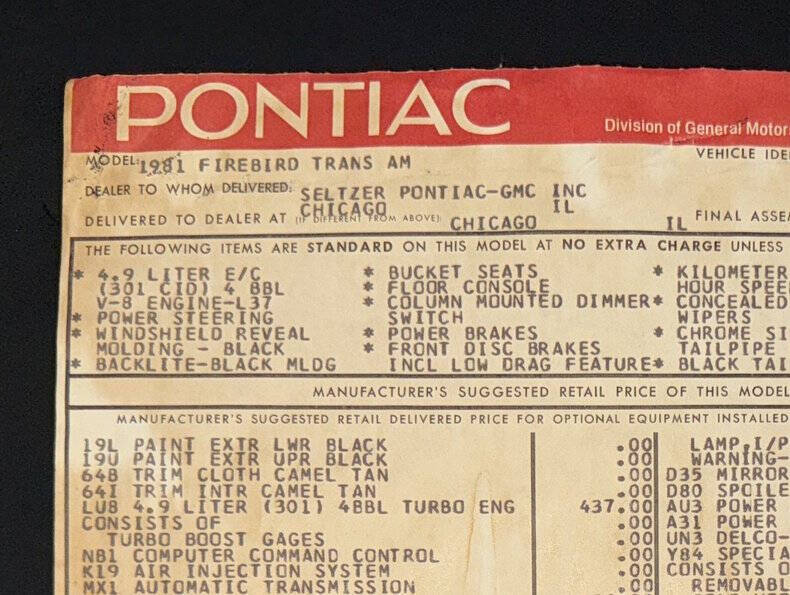 PONTIAC
Division of General Motors
MODEL: 1981 FIREBIRD TRANS AM
VEHICLE IDE
DEALER TO WHOM DELIVERED: SELTZER PONTIAC-GMC INC
CHICAGO IL
DELIVERED TO DEALER AT (IF DIFFERENT FROM ABOVE): CHICAGO IL FINAL ASSE
THE FOLLOWING ITEMS ARE STANDARD ON THIS MODEL AT NO EXTRA CHARGE UNLESS
* 4.9 LITER E/C * BUCKET SEATS * KILOMETER
(301 CID) 4 BBL * FLOOR CONSOLE HOUR SPEE
V-8 ENGINE-L37 * COLUMN MOUNTED DIMMER * CONCEALED
* POWER STEERING SWITCH WIPERS
* WINDSHIELD REVEAL * POWER BRAKES * CHROME SI
MOLDING - BLACK * FRONT DISC BRAKES TAILPIPE
* BACKLITE-BLACK MLDG INCL LOW DRAG FEATURE * BLACK TAI
MANUFACTURER'S SUGGESTED RETAIL PRICE OF THIS MODEL
MANUFACTURER'S SUGGESTED RETAIL DELIVERED PRICE FOR OPTIONAL EQUIPMENT INSTALLED
19L PAINT EXTR LWR BLACK .00 LAMP,I/P
19U PAINT EXTR UPR BLACK .00 WARNING-
64B TRIM CLOTH CAMEL TAN .00 D35 MIRROR
64I TRIM INTR CAMEL TAN .00 D80 SPOILE
LU8 4.9 LITER (301) 4BBL TURBO ENG 437.00 AU3 POWER
CONSISTS OF .00 A31 POWER
TURBO BOOST GAGES .00 UN3 DELCO-
NB1 COMPUTER COMMAND CONTROL .00 Y84 SPECIA
K19 AIR INJECTION SYSTEM .00 CONSISTS O
MX1 AUTOMATIC TRANSMISSION .00 REMOVABL